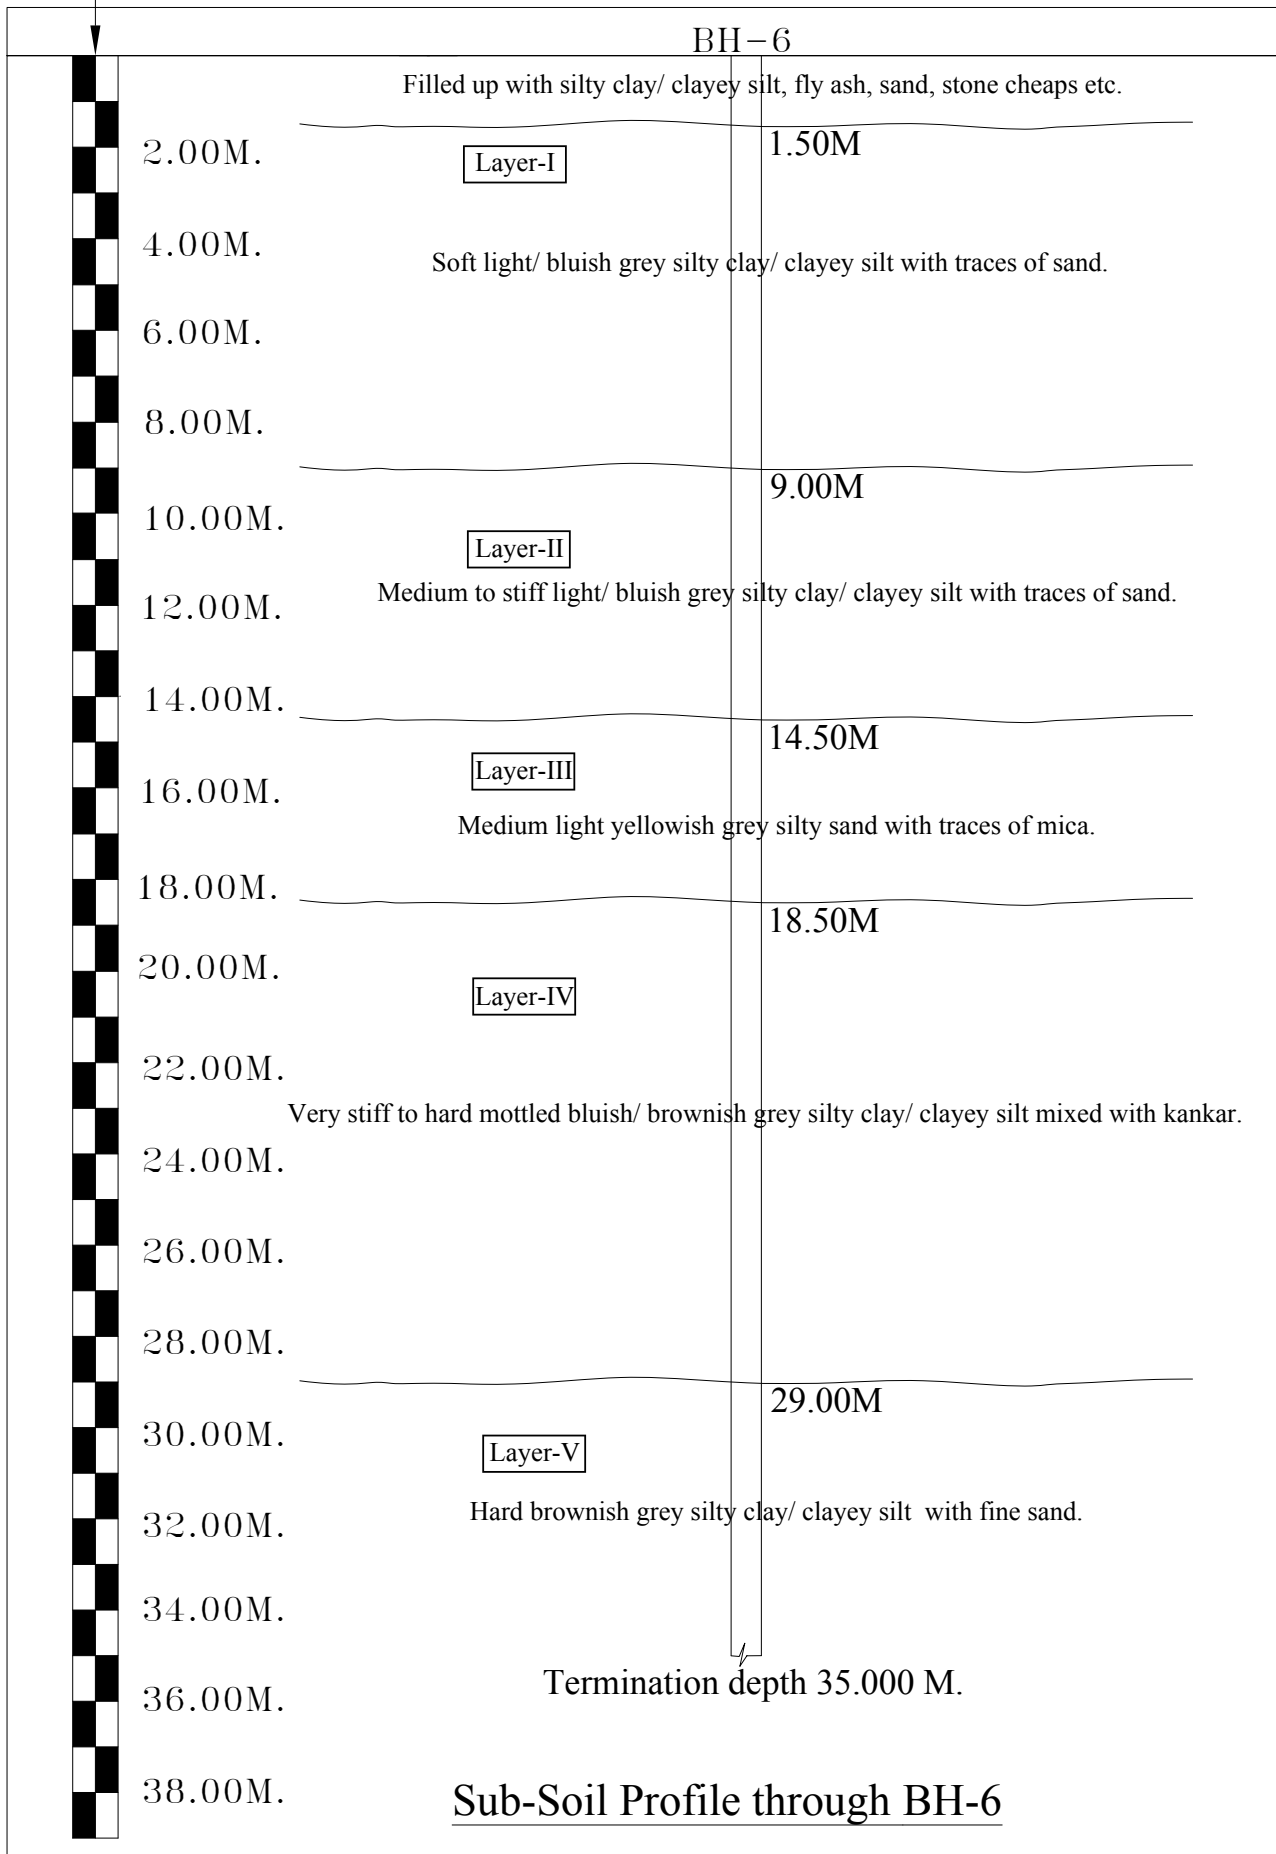 BH-6
Filled up with silty clay/ clayey silt, fly ash, sand, stone cheaps etc.
1.50M
2.00M.
Layer-I
4.00M.
Soft light/ bluish grey silty clay/ clayey silt with traces of sand.
6.00M.
8.00M.
9.00M
10.00M.
Layer-II
Medium to stiff light/ bluish grey silty clay/ clayey silt with traces of sand.
12.00M.
14.00M.
14.50M
Layer-III
16.00M.
Medium light yellowish grey silty sand with traces of mica.
18.00M.
18.50M
20.00M.
Layer-IV
22.00M.
Very stiff to hard mottled bluish/ brownish grey silty clay/ clayey silt mixed with kankar.
24.00M.
26.00M.
28.00M.
29.00M
30.00M.
Layer-V
Hard brownish grey silty clay/ clayey silt with fine sand.
32.00M.
34.00M.
Termination depth 35.000 M.
36.00M.
38.00M.
Sub-Soil Profile through BH-6